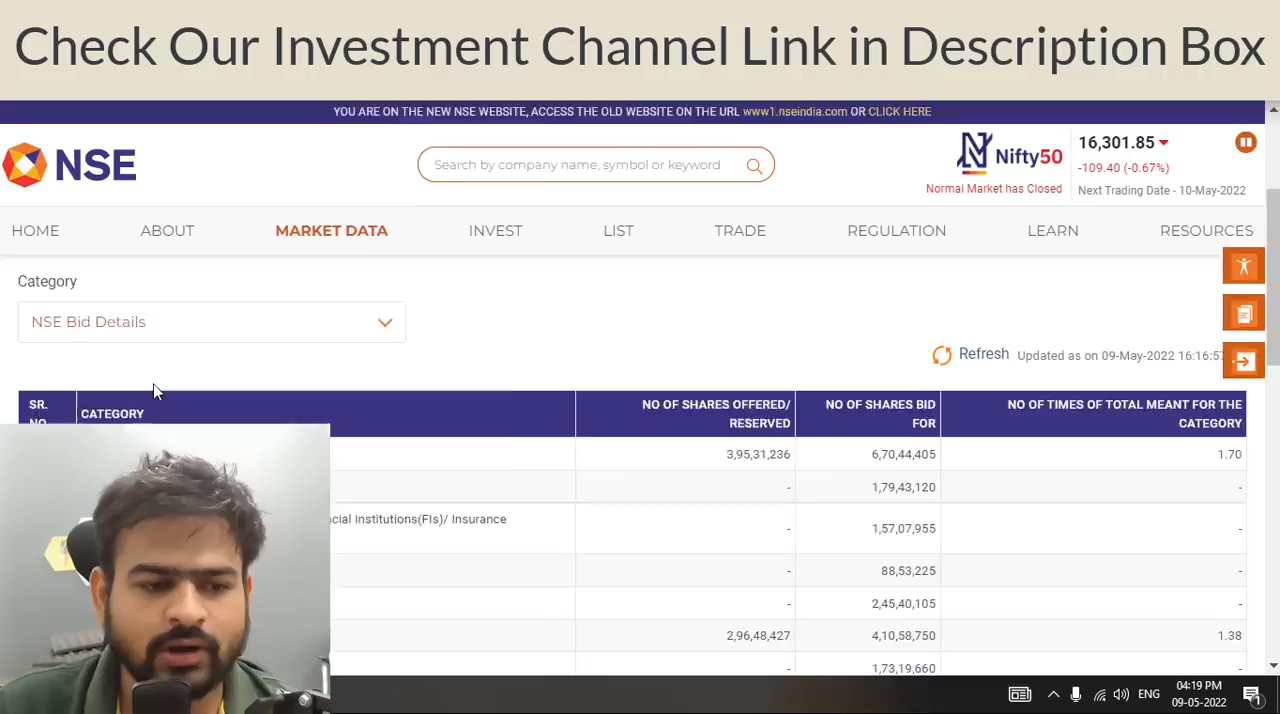 Check Our Investment Channel Link in Description Box
YOU ARE ON THE NEW NSE WEBSITE, ACCESS THE OLD WEBSITE ON THE URL www1.nseindia.com OR CLICK HERE
NSE
Search by company name, symbol or keyword
Nifty50
Normal Market has Closed
16,301.85
-109.40 (-0.67%)
Next Trading Date - 10-May-2022
HOME ABOUT MARKET DATA INVEST LIST TRADE REGULATION LEARN RESOURCES
Category
NSE Bid Details
Refresh Updated as on 09-May-2022 16:16:57
SR. NO CATEGORY NO OF SHARES OFFERED/ RESERVED NO OF SHARES BID FOR NO OF TIMES OF TOTAL MEANT FOR THE CATEGORY
3,95,31,236 6,70,44,405 1.70
- 1,79,43,120 -
Institutions(FIs)/ Insurance - 1,57,07,955 -
- 88,53,225 -
- 2,45,40,105 -
2,96,48,427 4,10,58,750 1.38
- 1,73,19,660 -
ENG
04:19 PM
09-05-2022
1